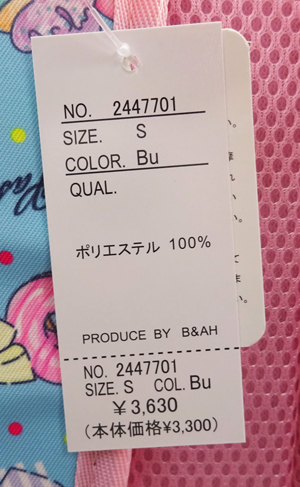 NO. 2447701
SIZE. S
COLOR. Bu
QUAL.
ポリエステル 100%
PRODUCE BY B&AH
NO. 2447701
SIZE. S COL. Bu
¥3,630
(本体価格¥3,300)